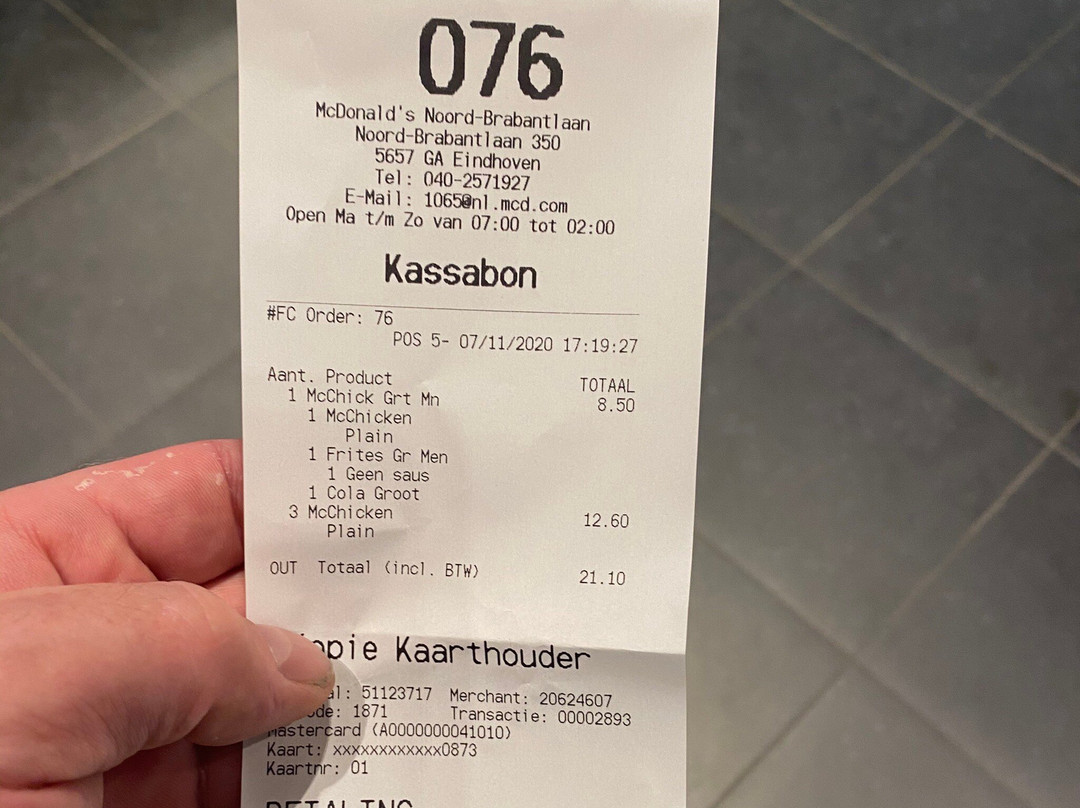 076
McDonald's Noord-Brabantlaan
Noord-Brabantlaan 350
5657 GA Eindhoven
Tel: 040-2571927
E-Mail: 1065@nl.mcd.com
Open Ma t/m Zo van 07:00 tot 02:00
Kassabon
#FC Order: 76
POS 5- 07/11/2020 17:19:27
Aant. Product TOTAAL
1 McChick Grt Mn 8.50
1 McChicken
Plain
1 Frites Gr Men
1 Geen saus
1 Cola Groot
3 McChicken 12.60
Plain
OUT Totaal (incl. BTW) 21.10
Kaarthouder
51123717 Merchant: 20624607
1871 Transactie: 00002893
Mastercard (A0000000041010)
Kaart: xxxxxxxxxxxx0873
Kaartnr: 01
BETALING